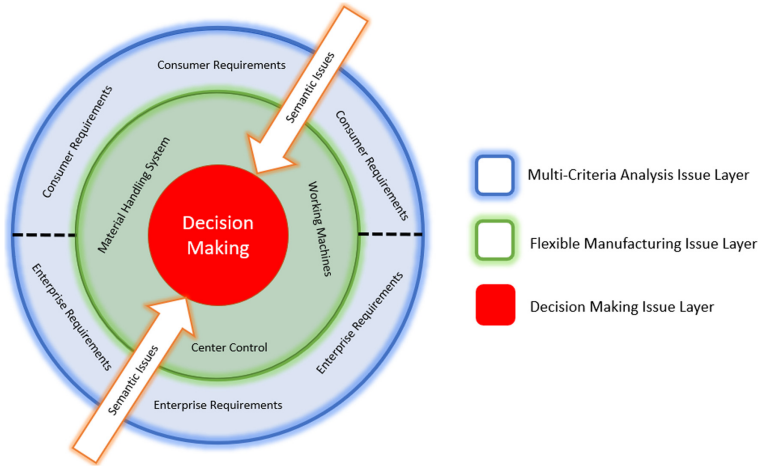 Consumer Requirements
Semantic Issues
Consumer Requirements
Consumer Requirements
Material Handling System
Working Machines
Decision
Making
Enterprise Requirements
Enterprise Requirements
Center Control
Semantic Issues
Enterprise Requirements
Multi-Criteria Analysis Issue Layer
Flexible Manufacturing Issue Layer
Decision Making Issue Layer